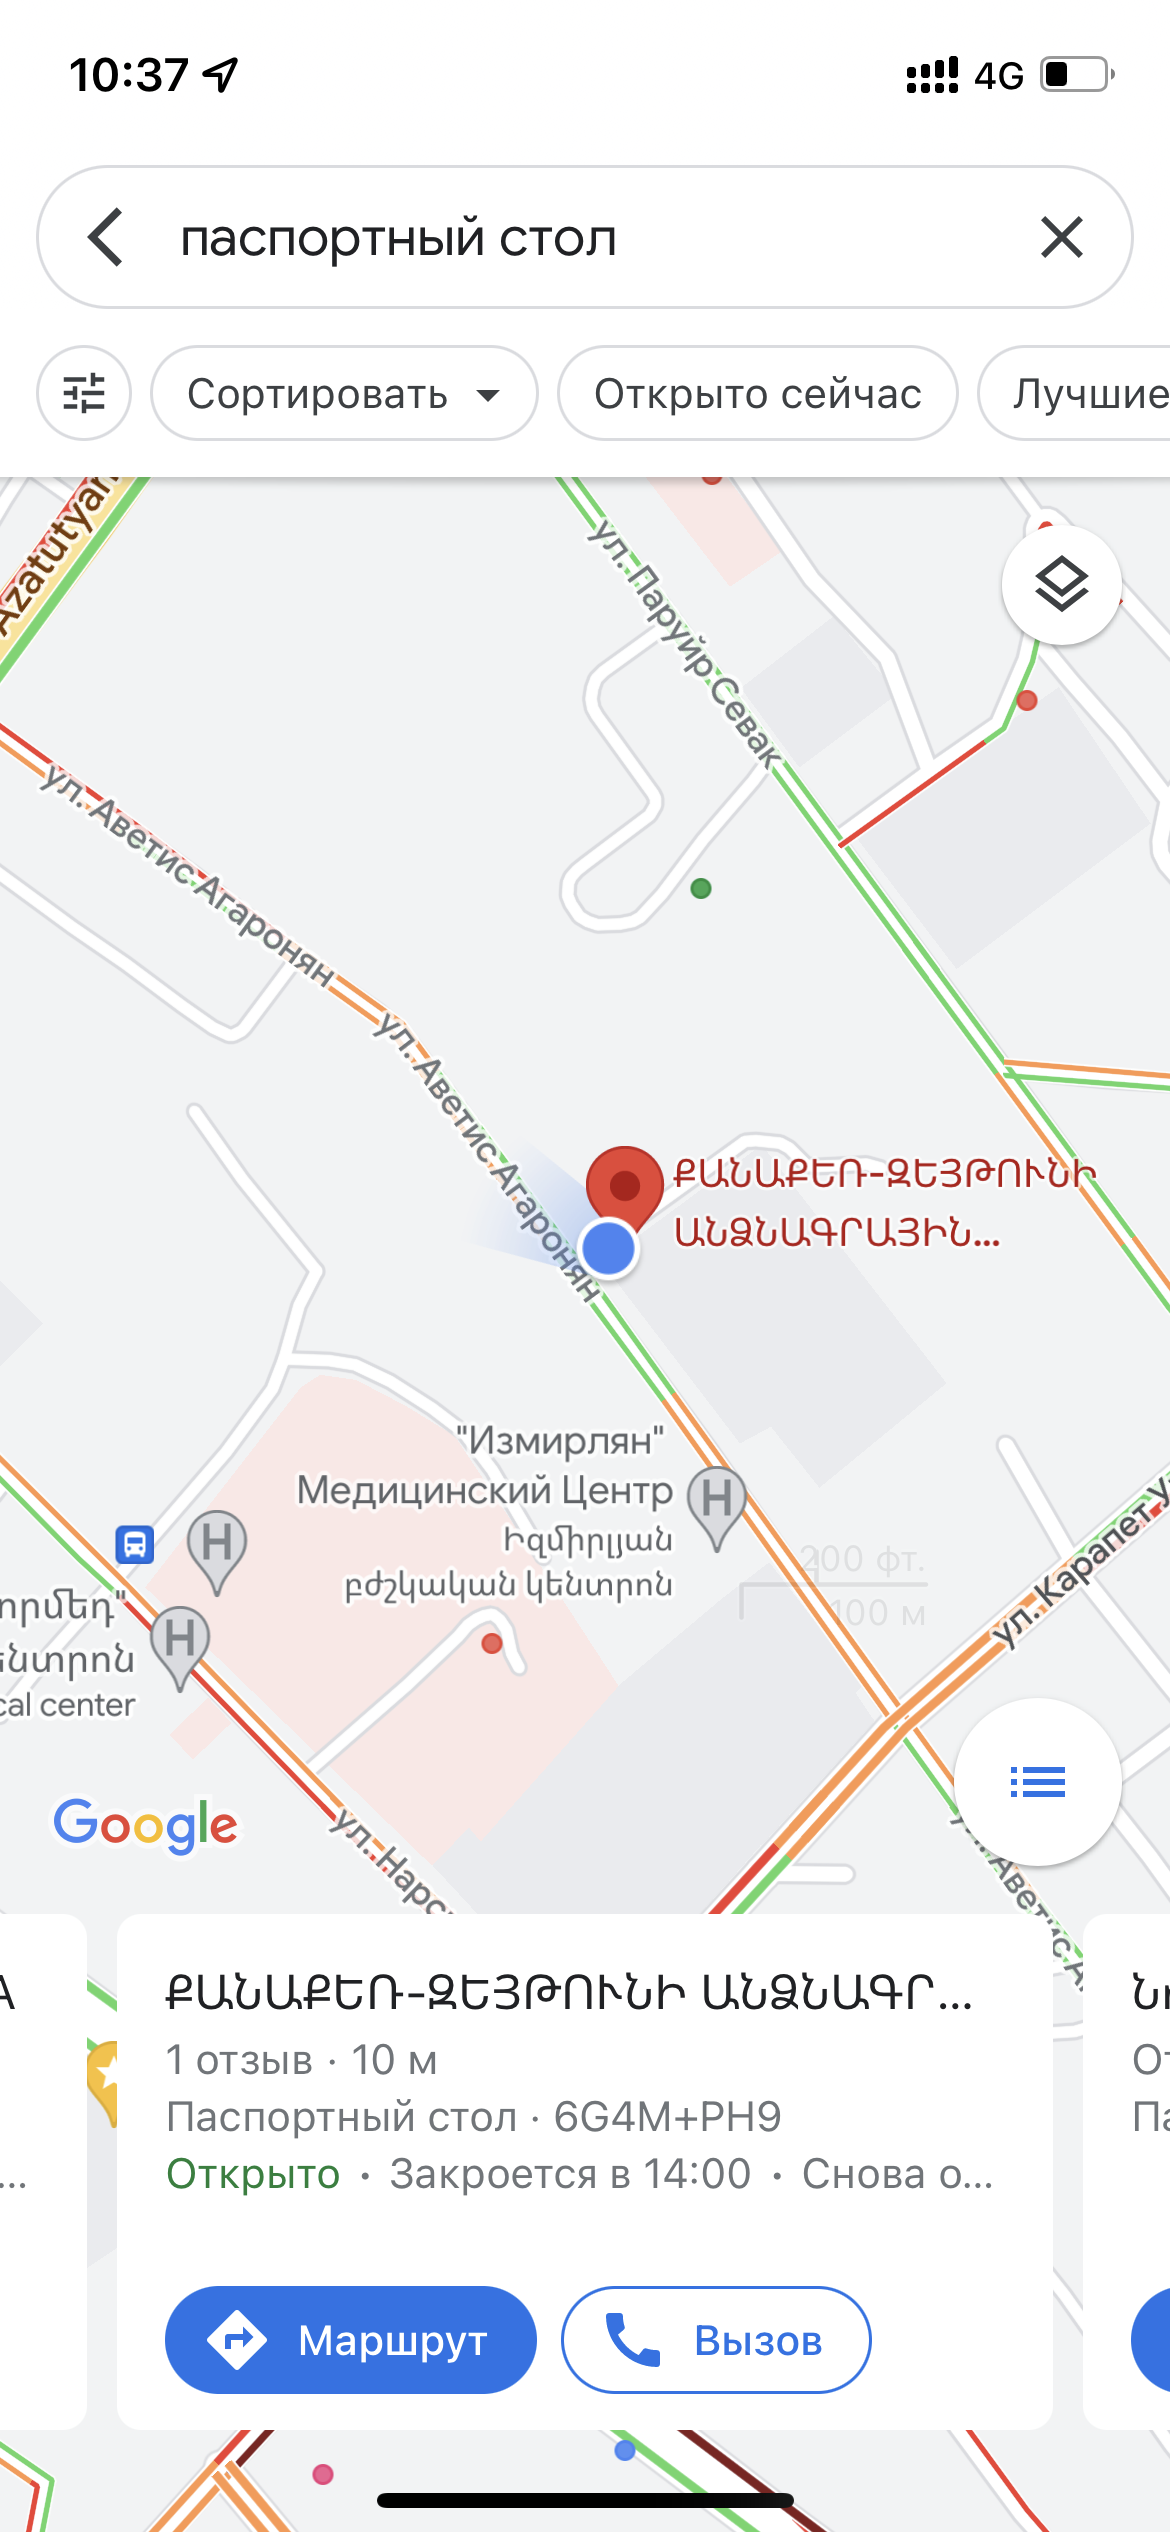 10:37
4G
паспортный стол
Сортировать
Открыто сейчас
Лучшие
Azatutyan
ул. Паруйр Севак
ул. Аветис Агаронян
ул. Аветис Агаронян
ՔԱՆԱՔԵՌ-ԶԵՅԹՈՒՆԻ
ԱՆՁՆԱԳՐԱՅԻՆ...
"Измирлян"
Медицинский Центр
Իզմիրլյան
բժշկական կենտրոն
H
H
H
200 фт.
100 м
ул. Карапет
cal center
Google
ул. Нарс
ул. Аветис А
ՔԱՆԱՔԵՌ-ԶԵՅԹՈՒՆԻ ԱՆՁՆԱԳՐ...
1 отзыв · 10 м
Паспортный стол · 6G4M+PH9
Открыто · Закроется в 14:00 · Снова о...
Маршрут
Вызов